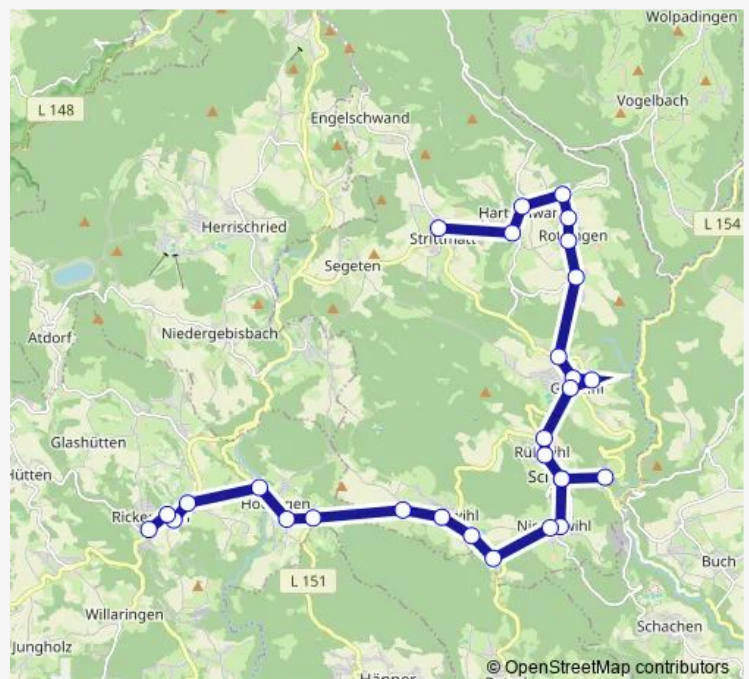 Wolpadingen
L 148
Vogelbach
Engelschwand
Herrischried
L 154
Strittmatt
Segeten
Atdorf
Niedergebisbach
Glashütten
Hütten
L 151
Buch
Willaringen
Schachen
Jungholz
Hänner
© OpenStreetMap contributors